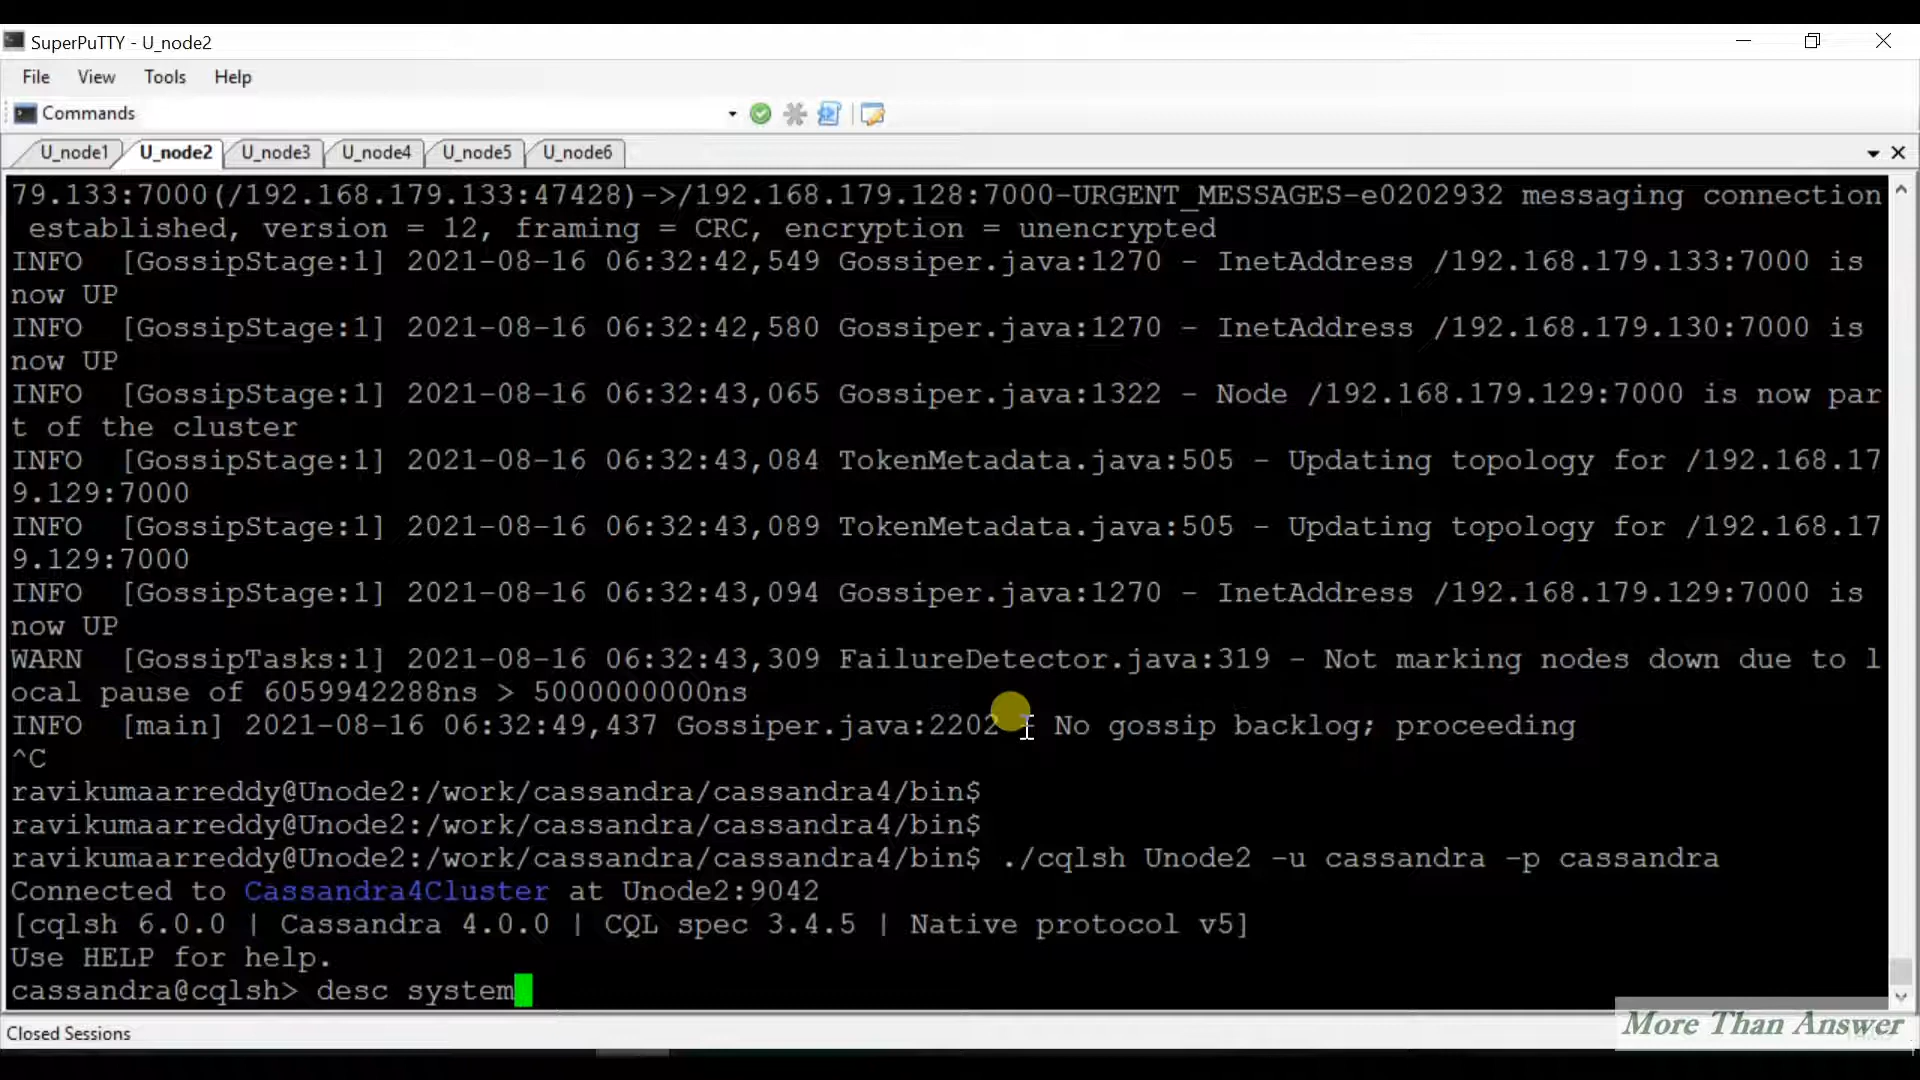 SuperPuTTY - U_node2
File View Tools Help
Commands
U_node1 U_node2 U_node3 U_node4 U_node5 U_node6
79.133:7000(/192.168.179.133:47428)->/192.168.179.128:7000-URGENT_MESSAGES-e0202932 messaging connection
established, version = 12, framing = CRC, encryption = unencrypted
INFO [GossipStage:1] 2021-08-16 06:32:42,549 Gossiper.java:1270 - InetAddress /192.168.179.133:7000 is
now UP
INFO [GossipStage:1] 2021-08-16 06:32:42,580 Gossiper.java:1270 - InetAddress /192.168.179.130:7000 is
now UP
INFO [GossipStage:1] 2021-08-16 06:32:43,065 Gossiper.java:1322 - Node /192.168.179.129:7000 is now par
t of the cluster
INFO [GossipStage:1] 2021-08-16 06:32:43,084 TokenMetadata.java:505 - Updating topology for /192.168.17
9.129:7000
INFO [GossipStage:1] 2021-08-16 06:32:43,089 TokenMetadata.java:505 - Updating topology for /192.168.17
9.129:7000
INFO [GossipStage:1] 2021-08-16 06:32:43,094 Gossiper.java:1270 - InetAddress /192.168.179.129:7000 is
now UP
WARN [GossipTasks:1] 2021-08-16 06:32:43,309 FailureDetector.java:319 - Not marking nodes down due to l
ocal pause of 6059942288ns > 5000000000ns
INFO [main] 2021-08-16 06:32:49,437 Gossiper.java:2202 - No gossip backlog; proceeding
^C
ravikumaarreddy@Unode2:/work/cassandra/cassandra4/bin$
ravikumaarreddy@Unode2:/work/cassandra/cassandra4/bin$
ravikumaarreddy@Unode2:/work/cassandra/cassandra4/bin$ ./cqlsh Unode2 -u cassandra -p cassandra
Connected to Cassandra4Cluster at Unode2:9042
[cqlsh 6.0.0 | Cassandra 4.0.0 | CQL spec 3.4.5 | Native protocol v5]
Use HELP for help.
cassandra@cqlsh> desc system
Closed Sessions
More Than Answer